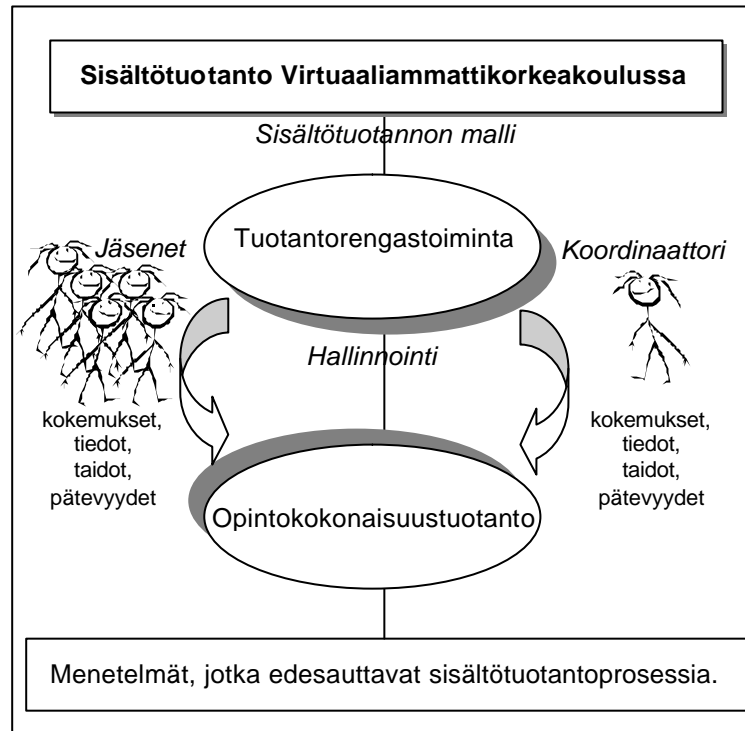 Sisältötuotanto Virtuaaliammattikorkeakoulussa
Sisältötuotannon malli
Tuotantorengastoiminta
Jäsenet
Koordinaattori
Hallinnointi
kokemukset,
tiedot,
taidot,
pätevyydet
kokemukset,
tiedot,
taidot,
pätevyydet
Opintokokonaisuustuotanto
Menetelmät, jotka edesauttavat sisältötuotantoprosessia.